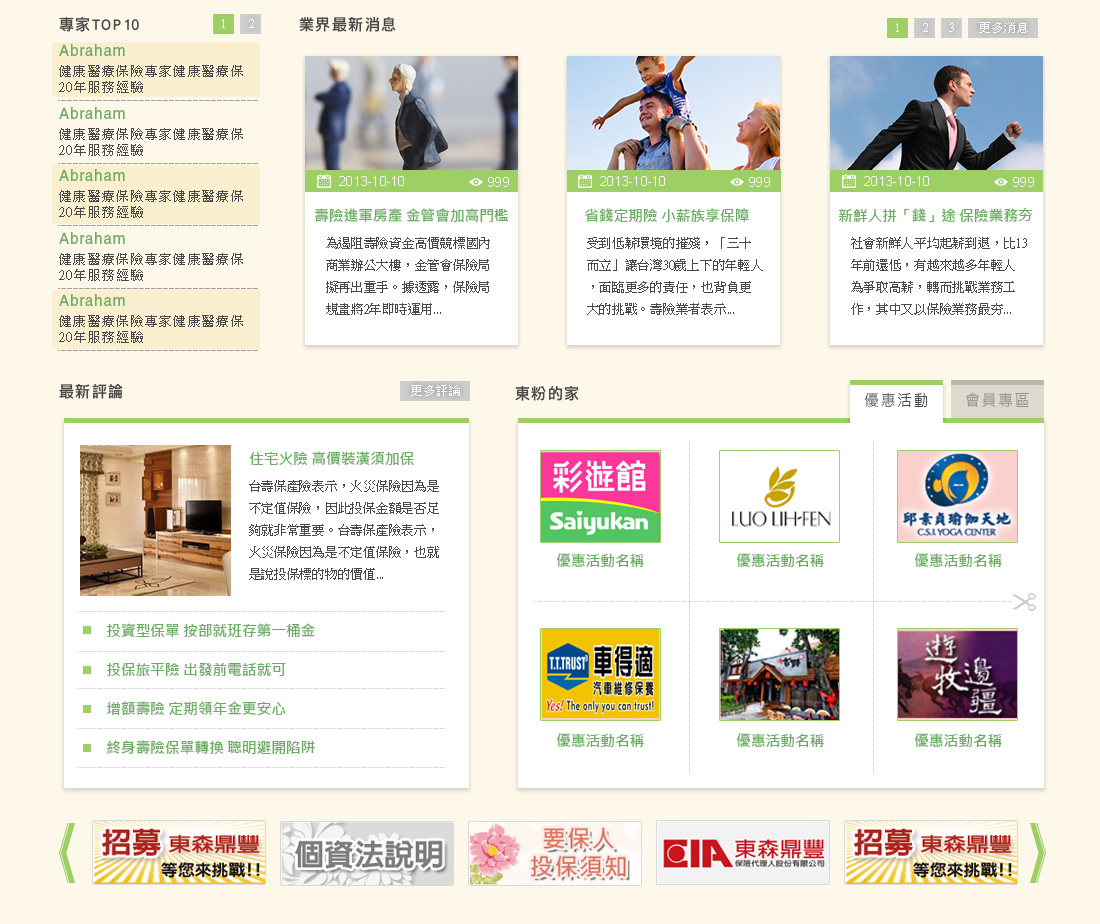 專家TOP10
1
2
Abraham
健康醫療保險專家健康醫療保
20年服務經驗
Abraham
健康醫療保險專家健康醫療保
20年服務經驗
Abraham
健康醫療保險專家健康醫療保
20年服務經驗
Abraham
健康醫療保險專家健康醫療保
20年服務經驗
Abraham
健康醫療保險專家健康醫療保
20年服務經驗
業界最新消息
1
2
3
更多消息
2013-10-10
999
壽險進軍房產 金管會加高門檻
為遏阻壽險資金高價競標國內
商業辦公大樓，金管會保險局
擬再出重手。據透露，保險局
規畫將2年即時運用...
2013-10-10
999
省錢定期險 小薪族享保障
受到低薪環境的摧殘，「三十
而立」讓台灣30歲上下的年輕人
，面臨更多的責任，也背負更
大的挑戰。壽險業者表示...
2013-10-10
999
新鮮人拼「錢」途 保險業務夯
社會新鮮人平均起薪到退，比13
年前還低，有越來越多年輕人
為爭取高薪，轉而挑戰業務工
作，其中又以保險業務最夯...
最新評論
更多評論
住宅火險 高價裝潢須加保
台壽保產險表示，火災保險因為是
不定值保險，因此投保金額是否足
夠就非常重要。台壽保產險表示，
火災保險因為是不定值保險，也就
是說投保標的物的價值...
投資型保單 按部就班存第一桶金
投保旅平險 出發前電話就可
增額壽險 定期領年金更安心
終身壽險保單轉換 聰明避開陷阱
東粉的家
優惠活動
會員專區
彩遊館
Saiyukan
優惠活動名稱
LUO LIH-FEN
優惠活動名稱
邱素貞瑜伽天地
C.S.J.YOGA CENTER
優惠活動名稱
T.T.TRUST
車得適
汽車維修保養
Yes! The only you can trust!
優惠活動名稱
優惠活動名稱
遊妝邊疆
優惠活動名稱
招募 東森鼎豐
等您來挑戰!!
個資法說明
要保人
投保須知
CIA 東森鼎豐
保險代理人股份有限公司
招募 東森鼎豐
等您來挑戰!!